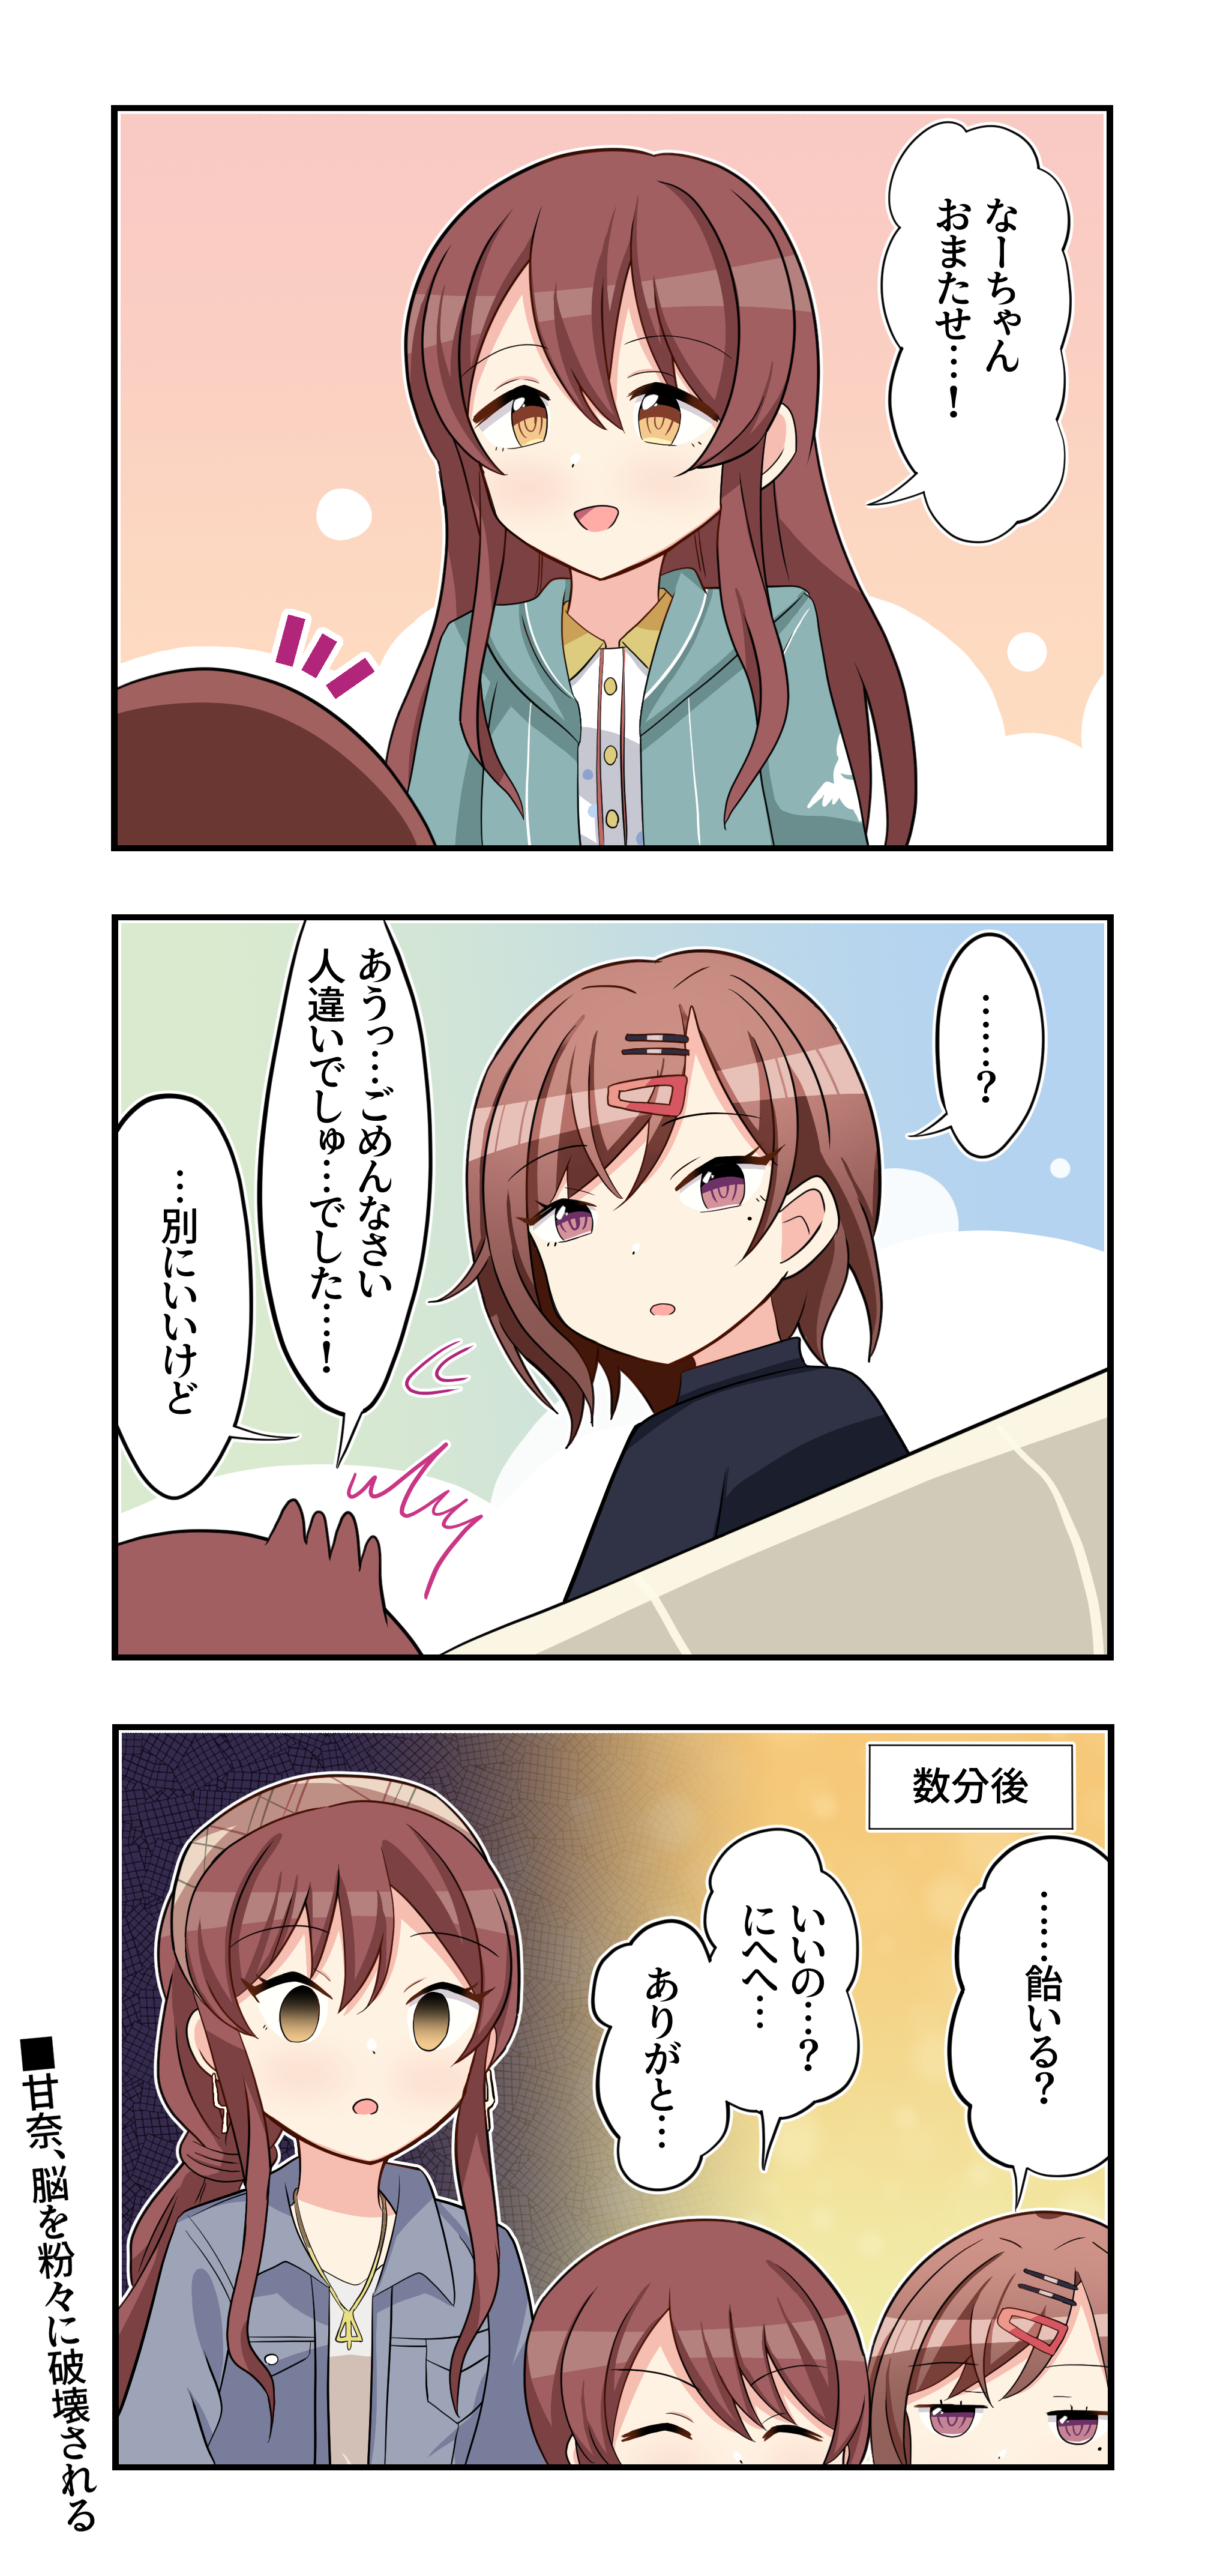 なーちゃん
おまたせ……!
……?
あうっ…ごめんなさい
人違いでしゅ…でした…!
…別にいいけど
数分後
……飴いる?
いいの…?
にへへ…
ありがと…
■甘奈、脳を粉々に破壊される